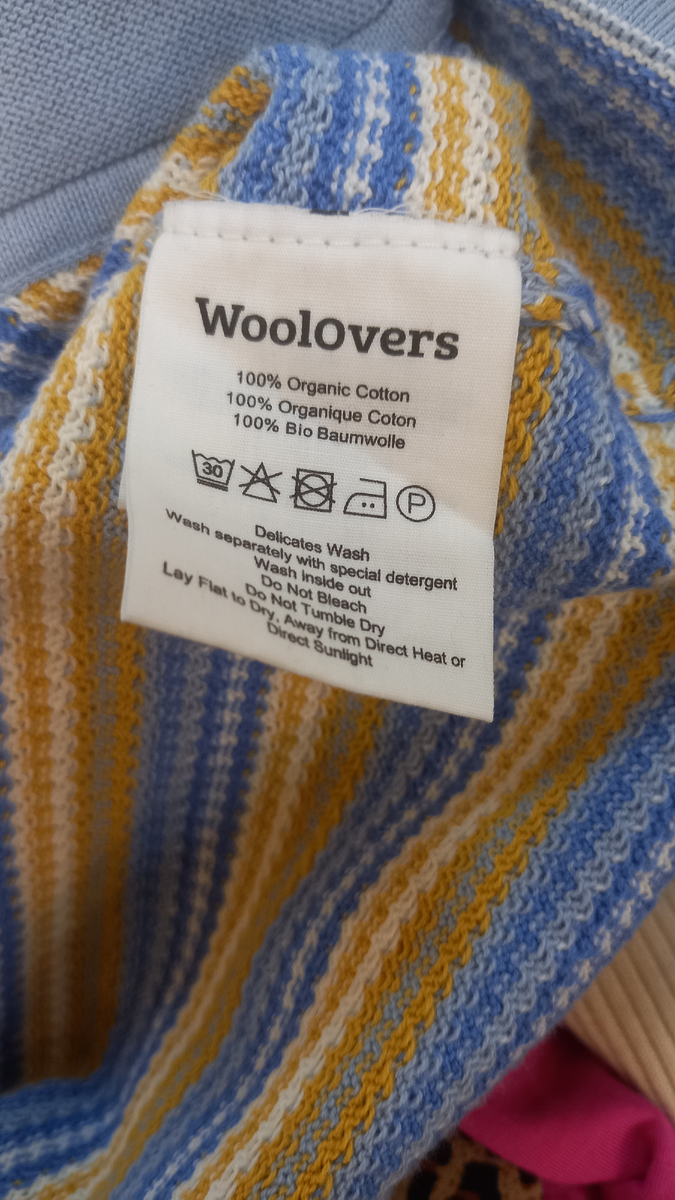 WoolOvers
100% Organic Cotton
100% Organique Coton
100% Bio Baumwolle
30 P
Delicates Wash
Wash separately with special detergent
Wash inside out
Do Not Bleach
Do Not Tumble Dry
Lay Flat to Dry, Away from Direct Heat or
Direct Sunlight